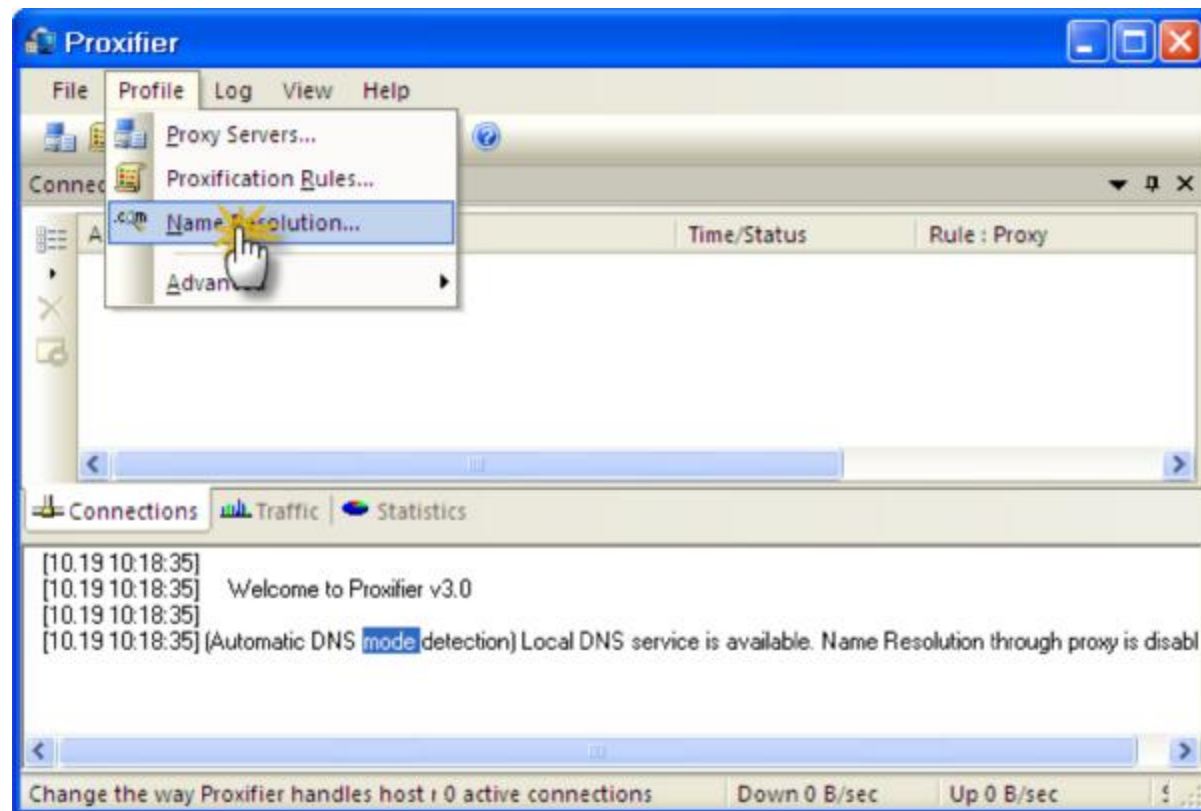 Proxifier
File Profile Log View Help
Proxy Servers...
Proxification Rules...
Connec
.com Name Resolution...
A Time/Status Rule : Proxy
Advanced
Connections Traffic Statistics
[10.19 10:18:35]
[10.19 10:18:35] Welcome to Proxifier v3.0
[10.19 10:18:35]
[10.19 10:18:35] (Automatic DNS mode detection) Local DNS service is available. Name Resolution through proxy is disabl
Change the way Proxifier handles host r 0 active connections Down 0 B/sec Up 0 B/sec S